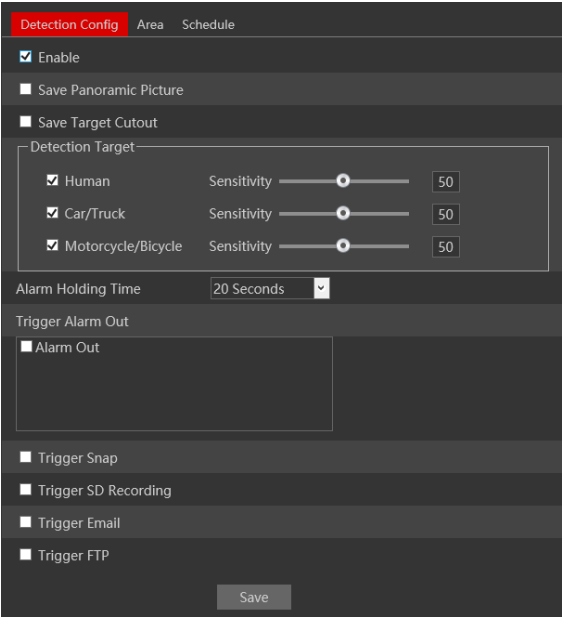 Detection Config Area Schedule
Enable
Save Panoramic Picture
Save Target Cutout
Detection Target
Human Sensitivity 50
Car/Truck Sensitivity 50
Motorcycle/Bicycle Sensitivity 50
Alarm Holding Time 20 Seconds
Trigger Alarm Out
Alarm Out
Trigger Snap
Trigger SD Recording
Trigger Email
Trigger FTP
Save